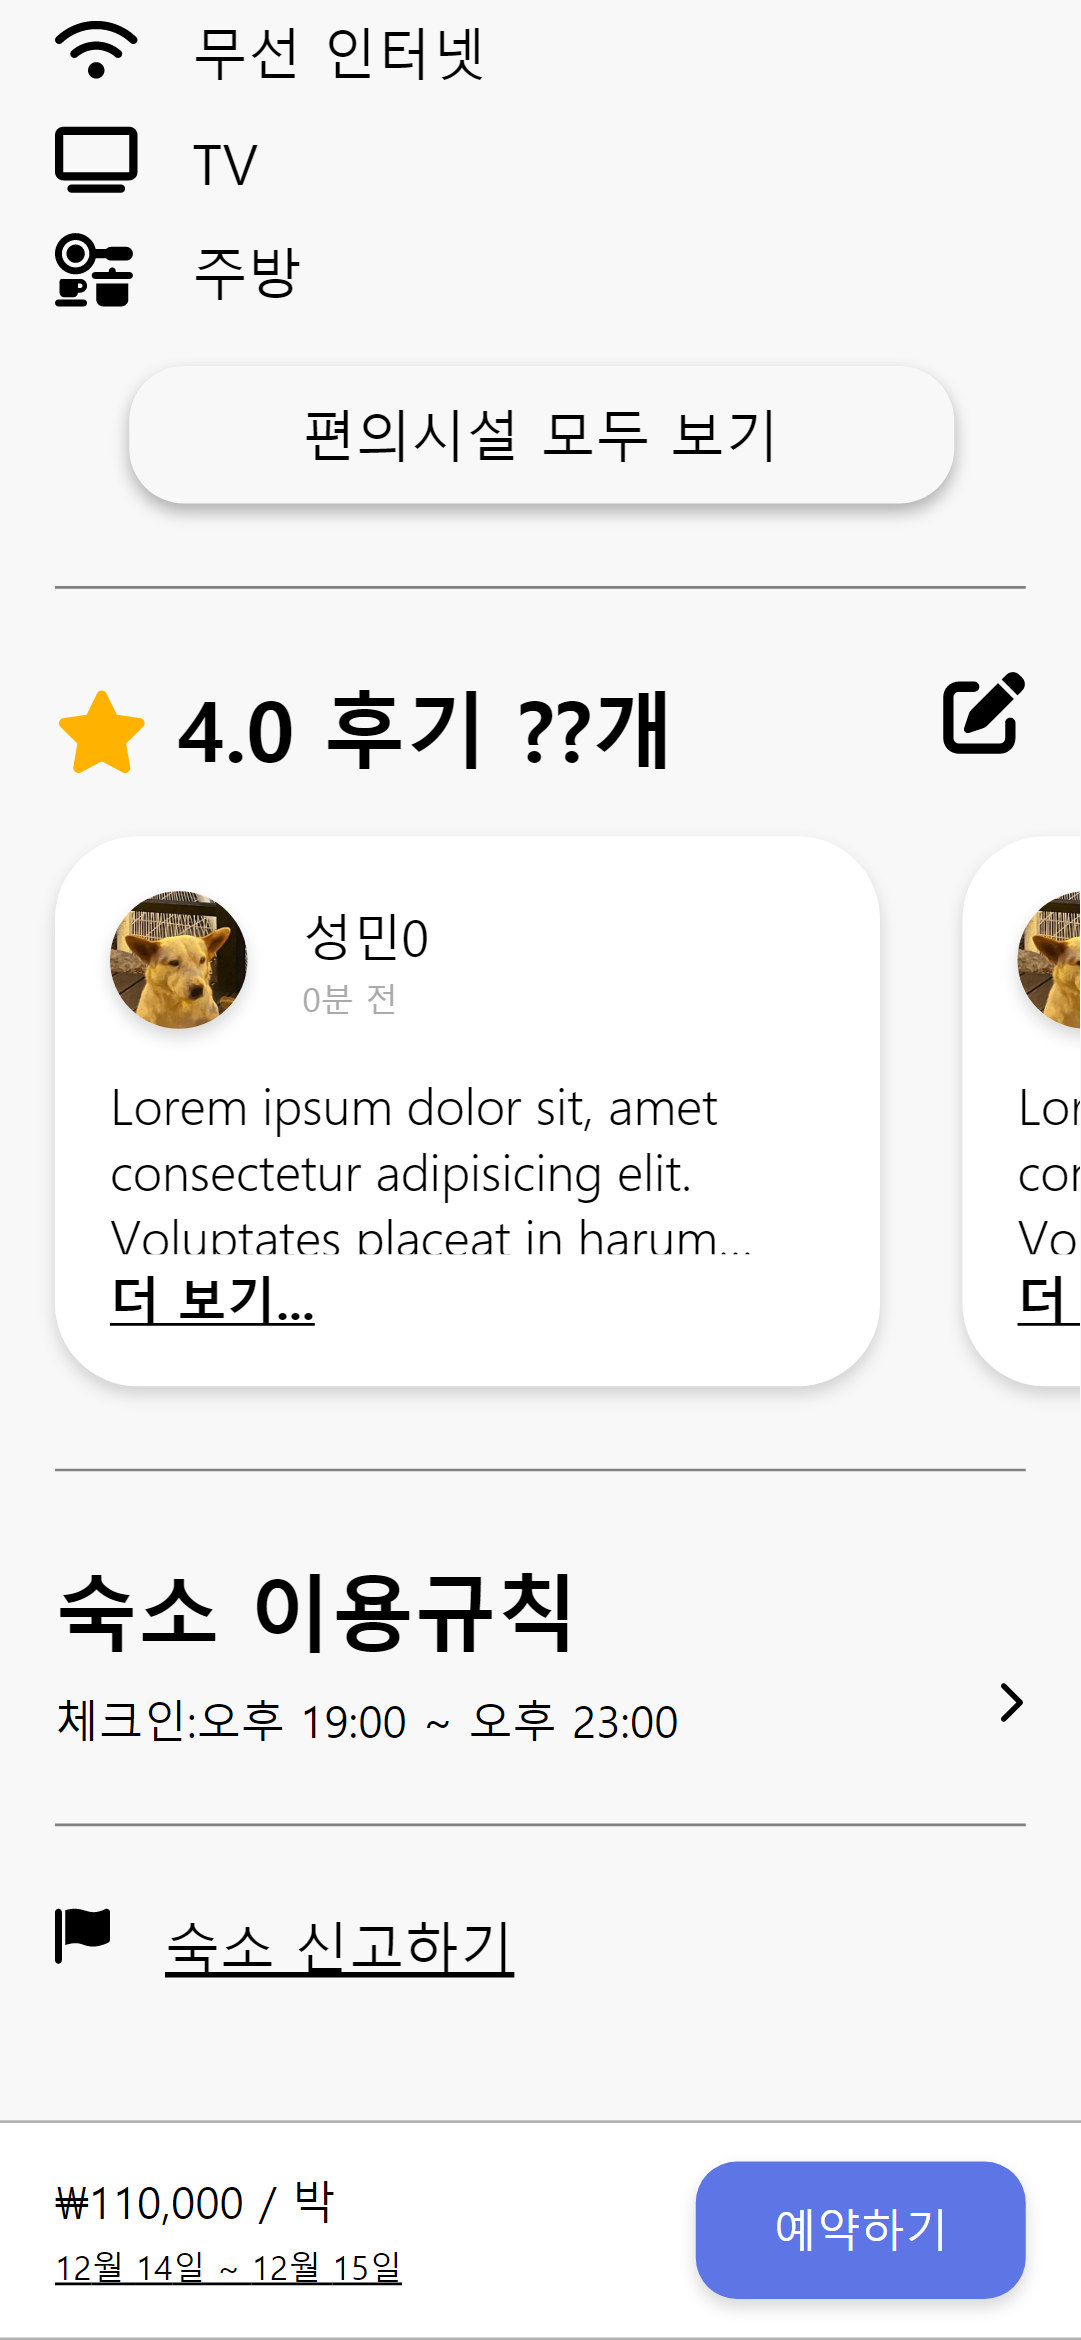 무선 인터넷
TV
주방
편의시설 모두 보기
4.0 후기 ??개
성민0
0분 전
Lorem ipsum dolor sit, amet
consectetur adipisicing elit.
Voluptates placeat in harum...
더 보기...
Lor
cor
Vo
더
숙소 이용규칙
체크인:오후 19:00 ~ 오후 23:00
숙소 신고하기
₩110,000 / 박
12월 14일 ~ 12월 15일
예약하기